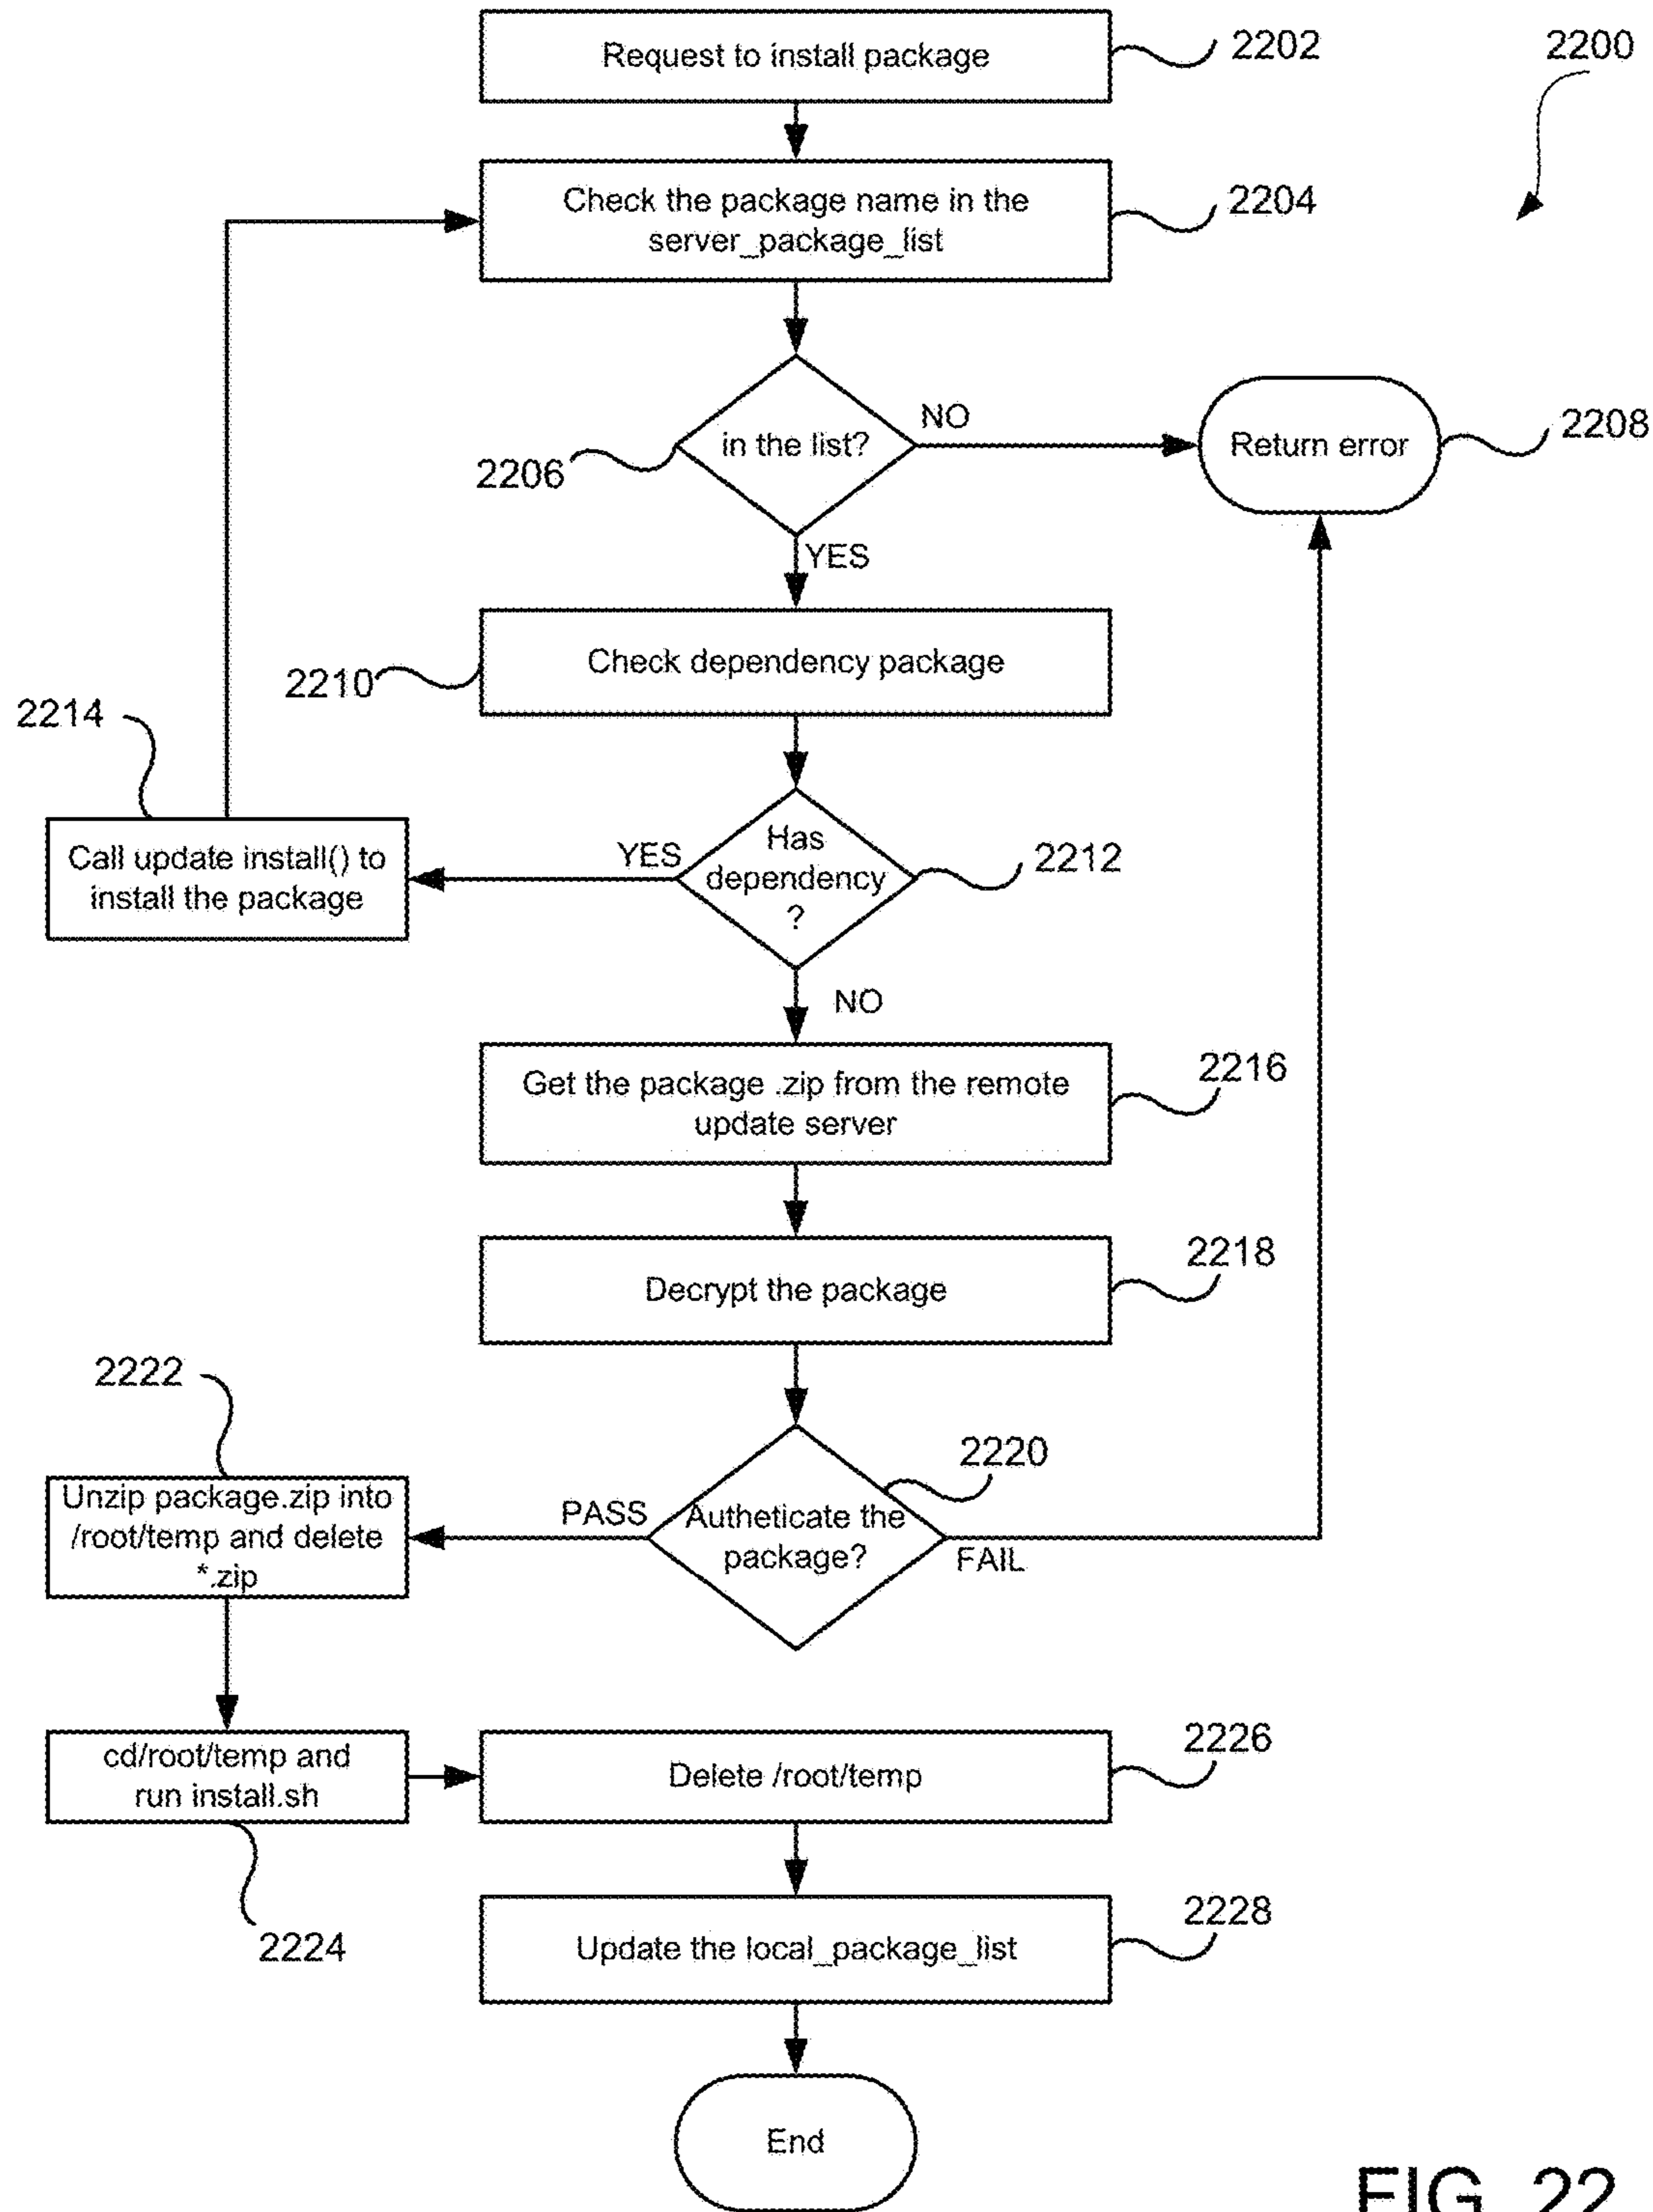 Request to install package
2202
2200
Check the package name in the
server_package_list
2204
in the list?
NO
2206
Return error
2208
YES
Check dependency package
2210
2214
Call update install() to
install the package
YES
Has
dependency
?
2212
NO
Get the package .zip from the remote
update server
2216
Decrypt the package
2218
2222
2220
Unzip package.zip into
/root/temp and delete
*.zip
PASS
Autheticate the
package?
FAIL
cd/root/temp and
run install.sh
Delete /root/temp
2226
2224
Update the local_package_list
2228
End
FIG. 22